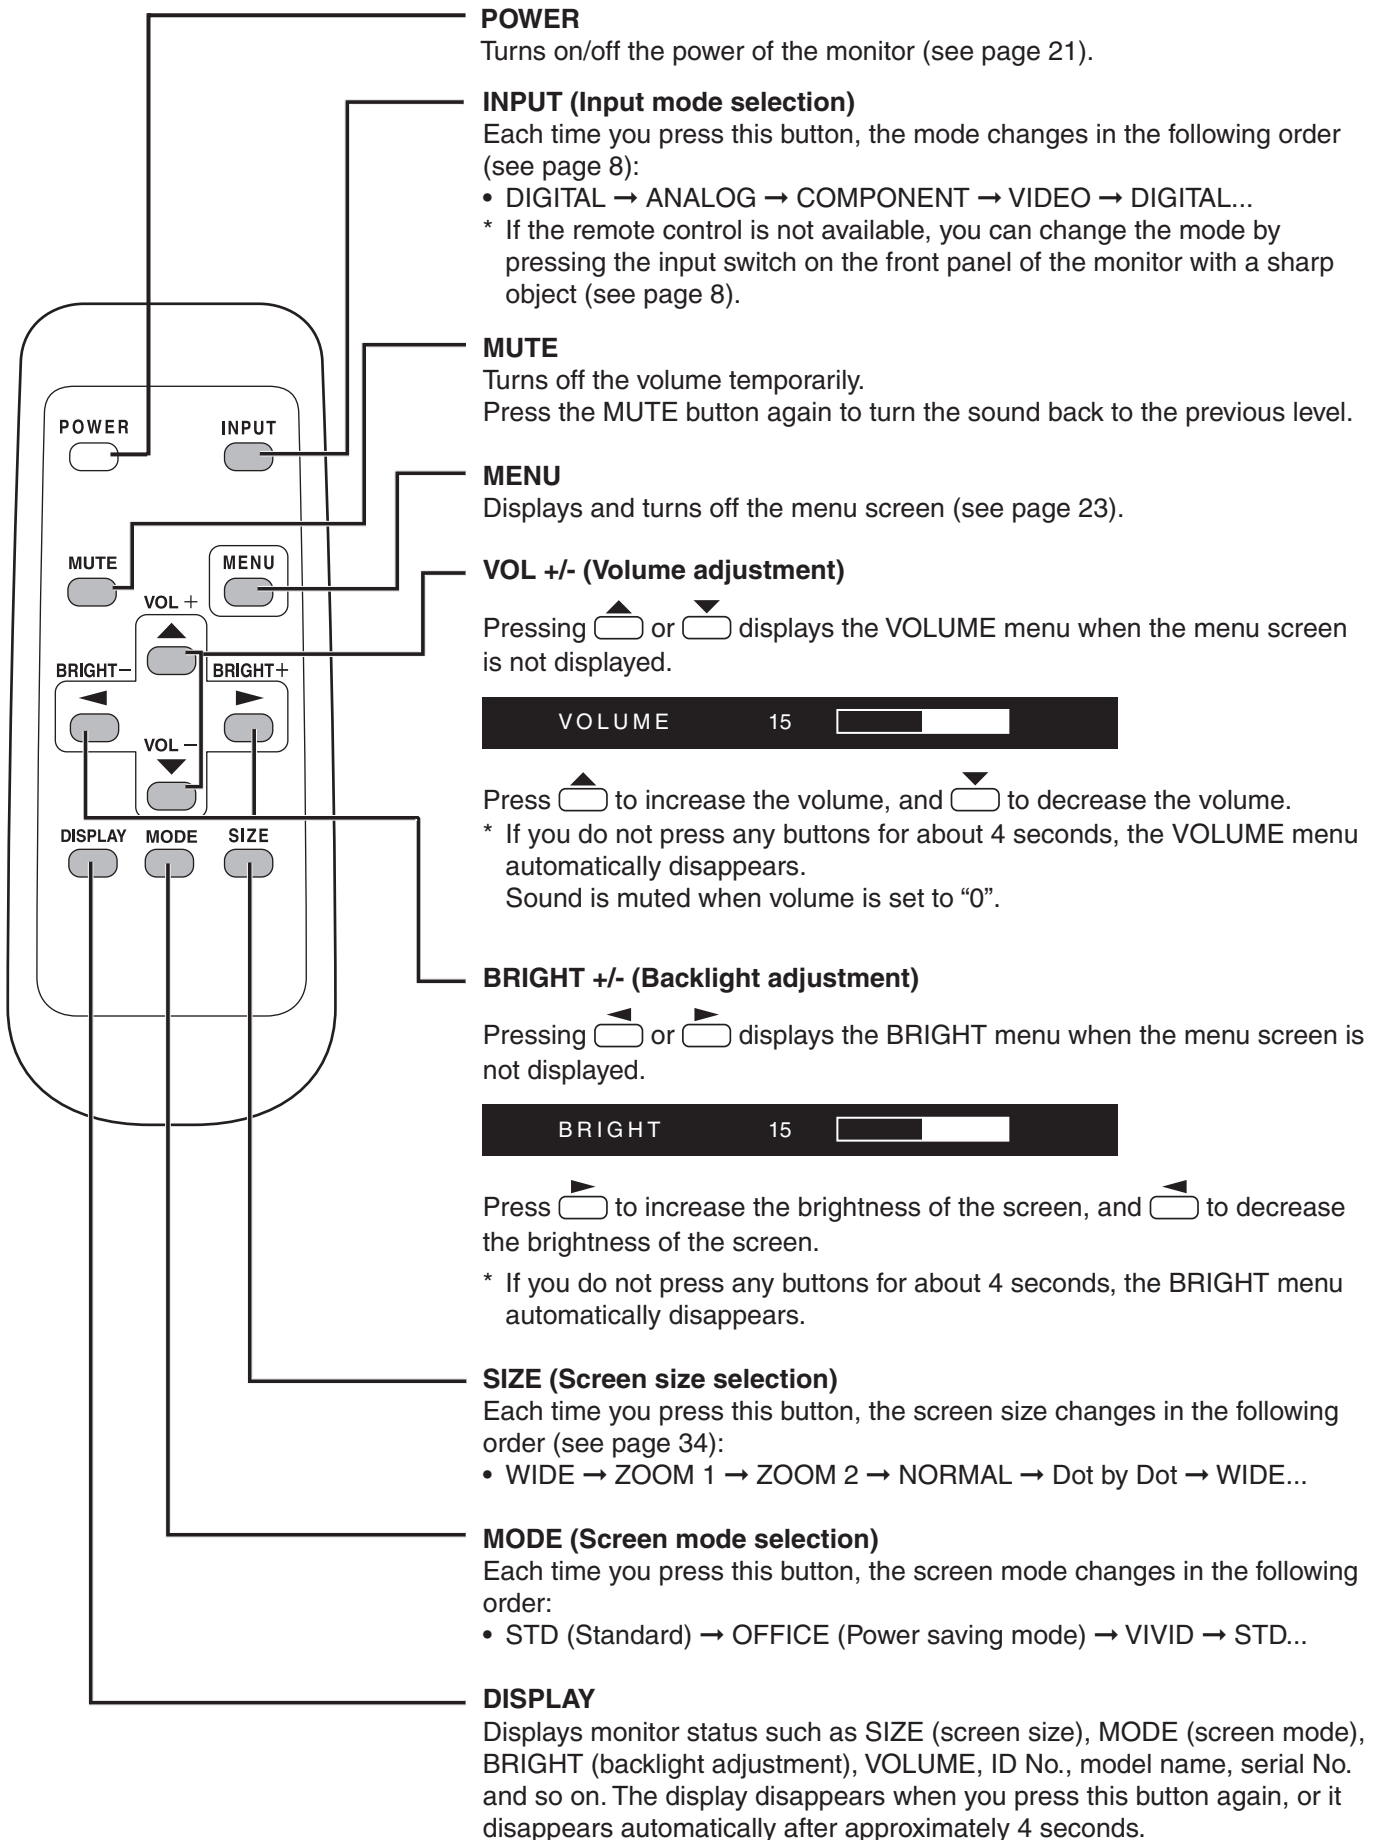 POWER
Turns on/off the power of the monitor (see page 21).
INPUT (Input mode selection)
Each time you press this button, the mode changes in the following order
(see page 8):
• DIGITAL → ANALOG → COMPONENT → VIDEO → DIGITAL...
* If the remote control is not available, you can change the mode by
pressing the input switch on the front panel of the monitor with a sharp
object (see page 8).
MUTE
Turns off the volume temporarily.
Press the MUTE button again to turn the sound back to the previous level.
MENU
Displays and turns off the menu screen (see page 23).
VOL +/- (Volume adjustment)
Pressing ▲ or ▼ displays the VOLUME menu when the menu screen
is not displayed.
VOLUME 15
Press ▲ to increase the volume, and ▼ to decrease the volume.
* If you do not press any buttons for about 4 seconds, the VOLUME menu
automatically disappears.
Sound is muted when volume is set to “0”.
BRIGHT +/- (Backlight adjustment)
Pressing ◄ or ► displays the BRIGHT menu when the menu screen is
not displayed.
BRIGHT 15
Press ► to increase the brightness of the screen, and ◄ to decrease
the brightness of the screen.
* If you do not press any buttons for about 4 seconds, the BRIGHT menu
automatically disappears.
SIZE (Screen size selection)
Each time you press this button, the screen size changes in the following
order (see page 34):
• WIDE → ZOOM 1 → ZOOM 2 → NORMAL → Dot by Dot → WIDE...
MODE (Screen mode selection)
Each time you press this button, the screen mode changes in the following
order:
• STD (Standard) → OFFICE (Power saving mode) → VIVID → STD...
DISPLAY
Displays monitor status such as SIZE (screen size), MODE (screen mode),
BRIGHT (backlight adjustment), VOLUME, ID No., model name, serial No.
and so on. The display disappears when you press this button again, or it
disappears automatically after approximately 4 seconds.
POWER INPUT
MUTE MENU
VOL +
BRIGHT− BRIGHT+
VOL −
DISPLAY MODE SIZE